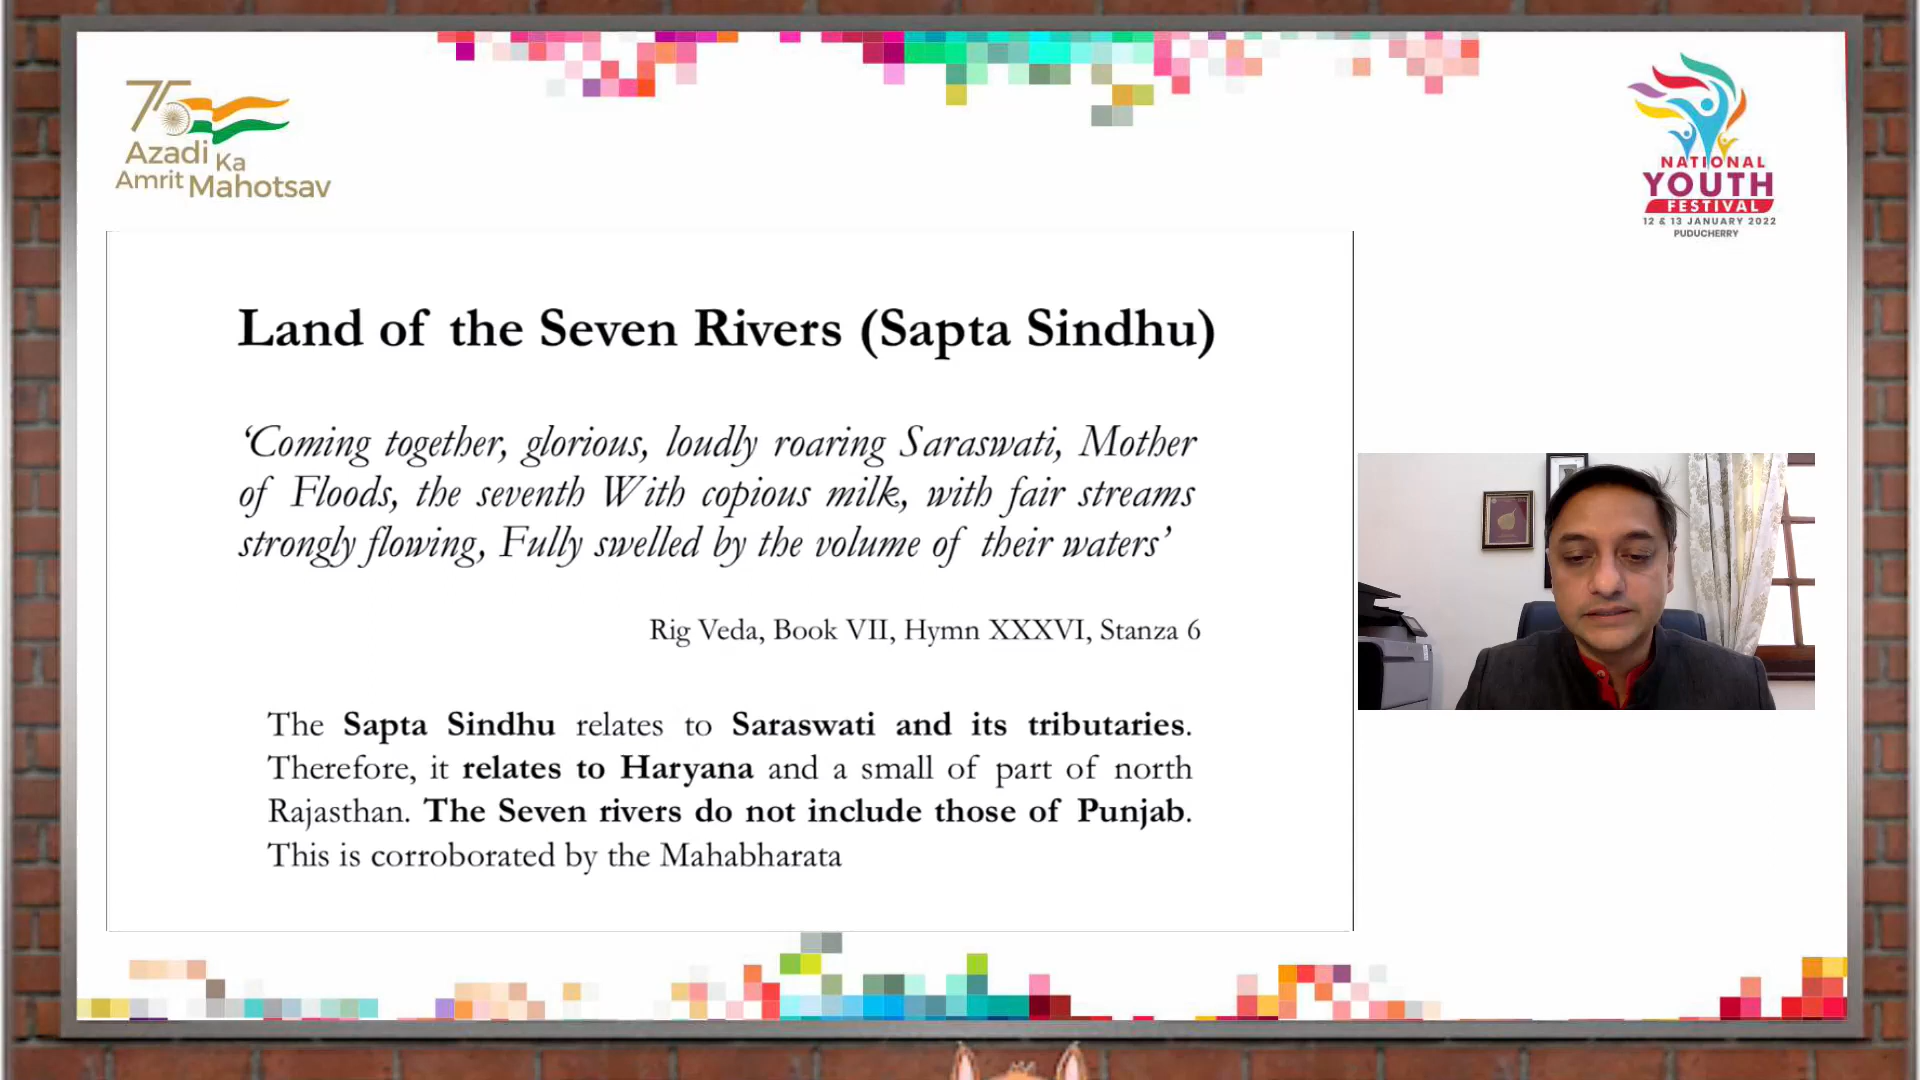 75
Azadi Ka
Amrit Mahotsav
NATIONAL
YOUTH
FESTIVAL
12 & 13 JANUARY 2022
PUDUCHERRY
Land of the Seven Rivers (Sapta Sindhu)
‘Coming together, glorious, loudly roaring Saraswati, Mother
of Floods, the seventh With copious milk, with fair streams
strongly flowing, Fully swelled by the volume of their waters’
Rig Veda, Book VII, Hymn XXXVI, Stanza 6
The Sapta Sindhu relates to Saraswati and its tributaries.
Therefore, it relates to Haryana and a small of part of north
Rajasthan. The Seven rivers do not include those of Punjab.
This is corroborated by the Mahabharata